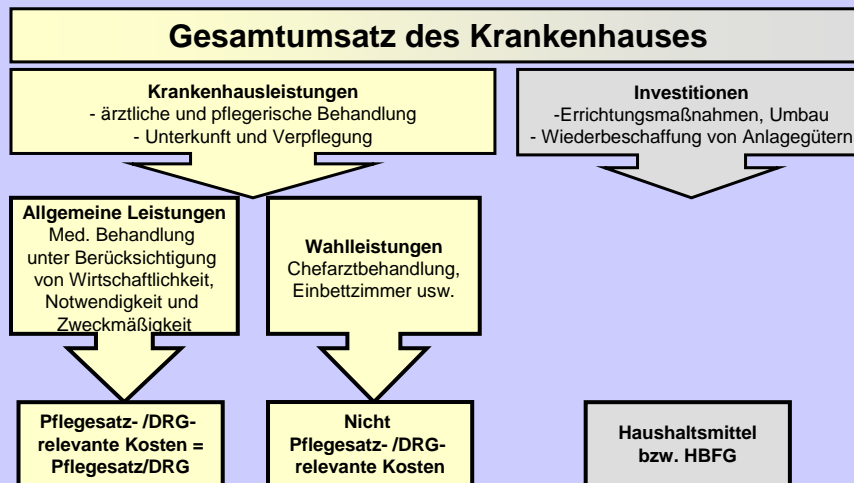 Gesamtumsatz des Krankenhauses
Krankenhausleistungen
- ärztliche und pflegerische Behandlung
- Unterkunft und Verpflegung
Investitionen
-Errichtungsmaßnahmen, Umbau
- Wiederbeschaffung von Anlagegütern
Allgemeine Leistungen
Med. Behandlung
unter Berücksichtigung
von Wirtschaftlichkeit,
Notwendigkeit und
Zweckmäßigkeit
Wahlleistungen
Chefarztbehandlung,
Einbettzimmer usw.
Pflegesatz- /DRG-
relevante Kosten =
Pflegesatz/DRG
Nicht
Pflegesatz- /DRG-
relevante Kosten
Haushaltsmittel
bzw. HBFG